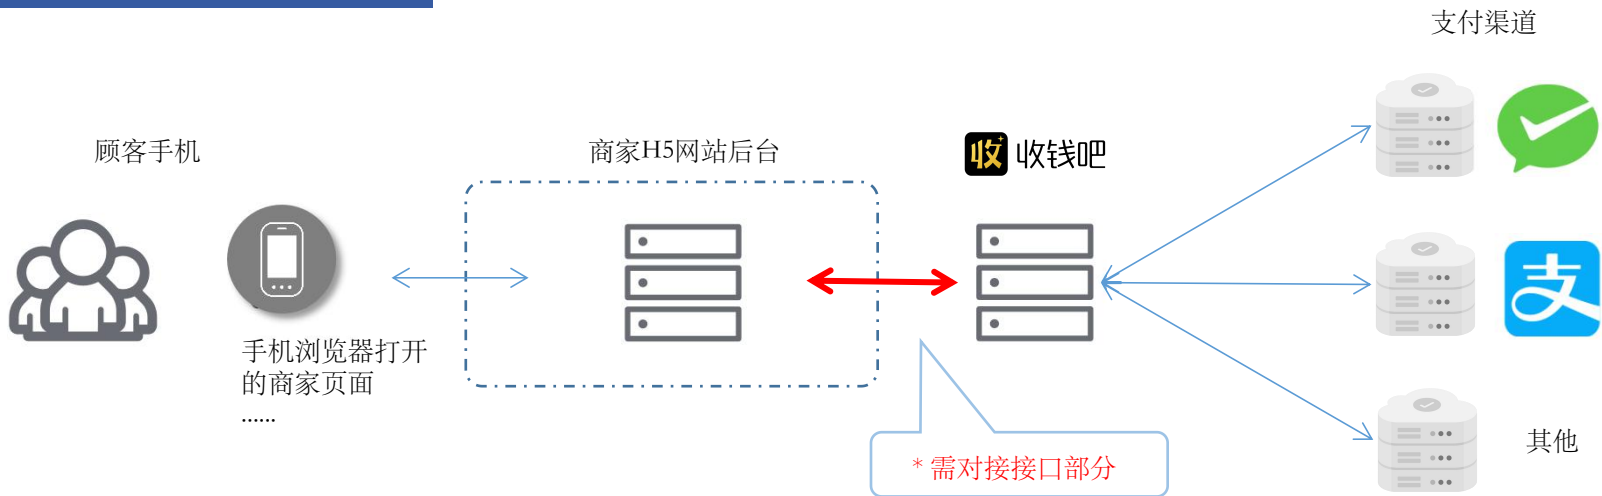 支付渠道
顾客手机
商家H5网站后台
收 收钱吧
支
手机浏览器打开
的商家页面
......
* 需对接接口部分
其他